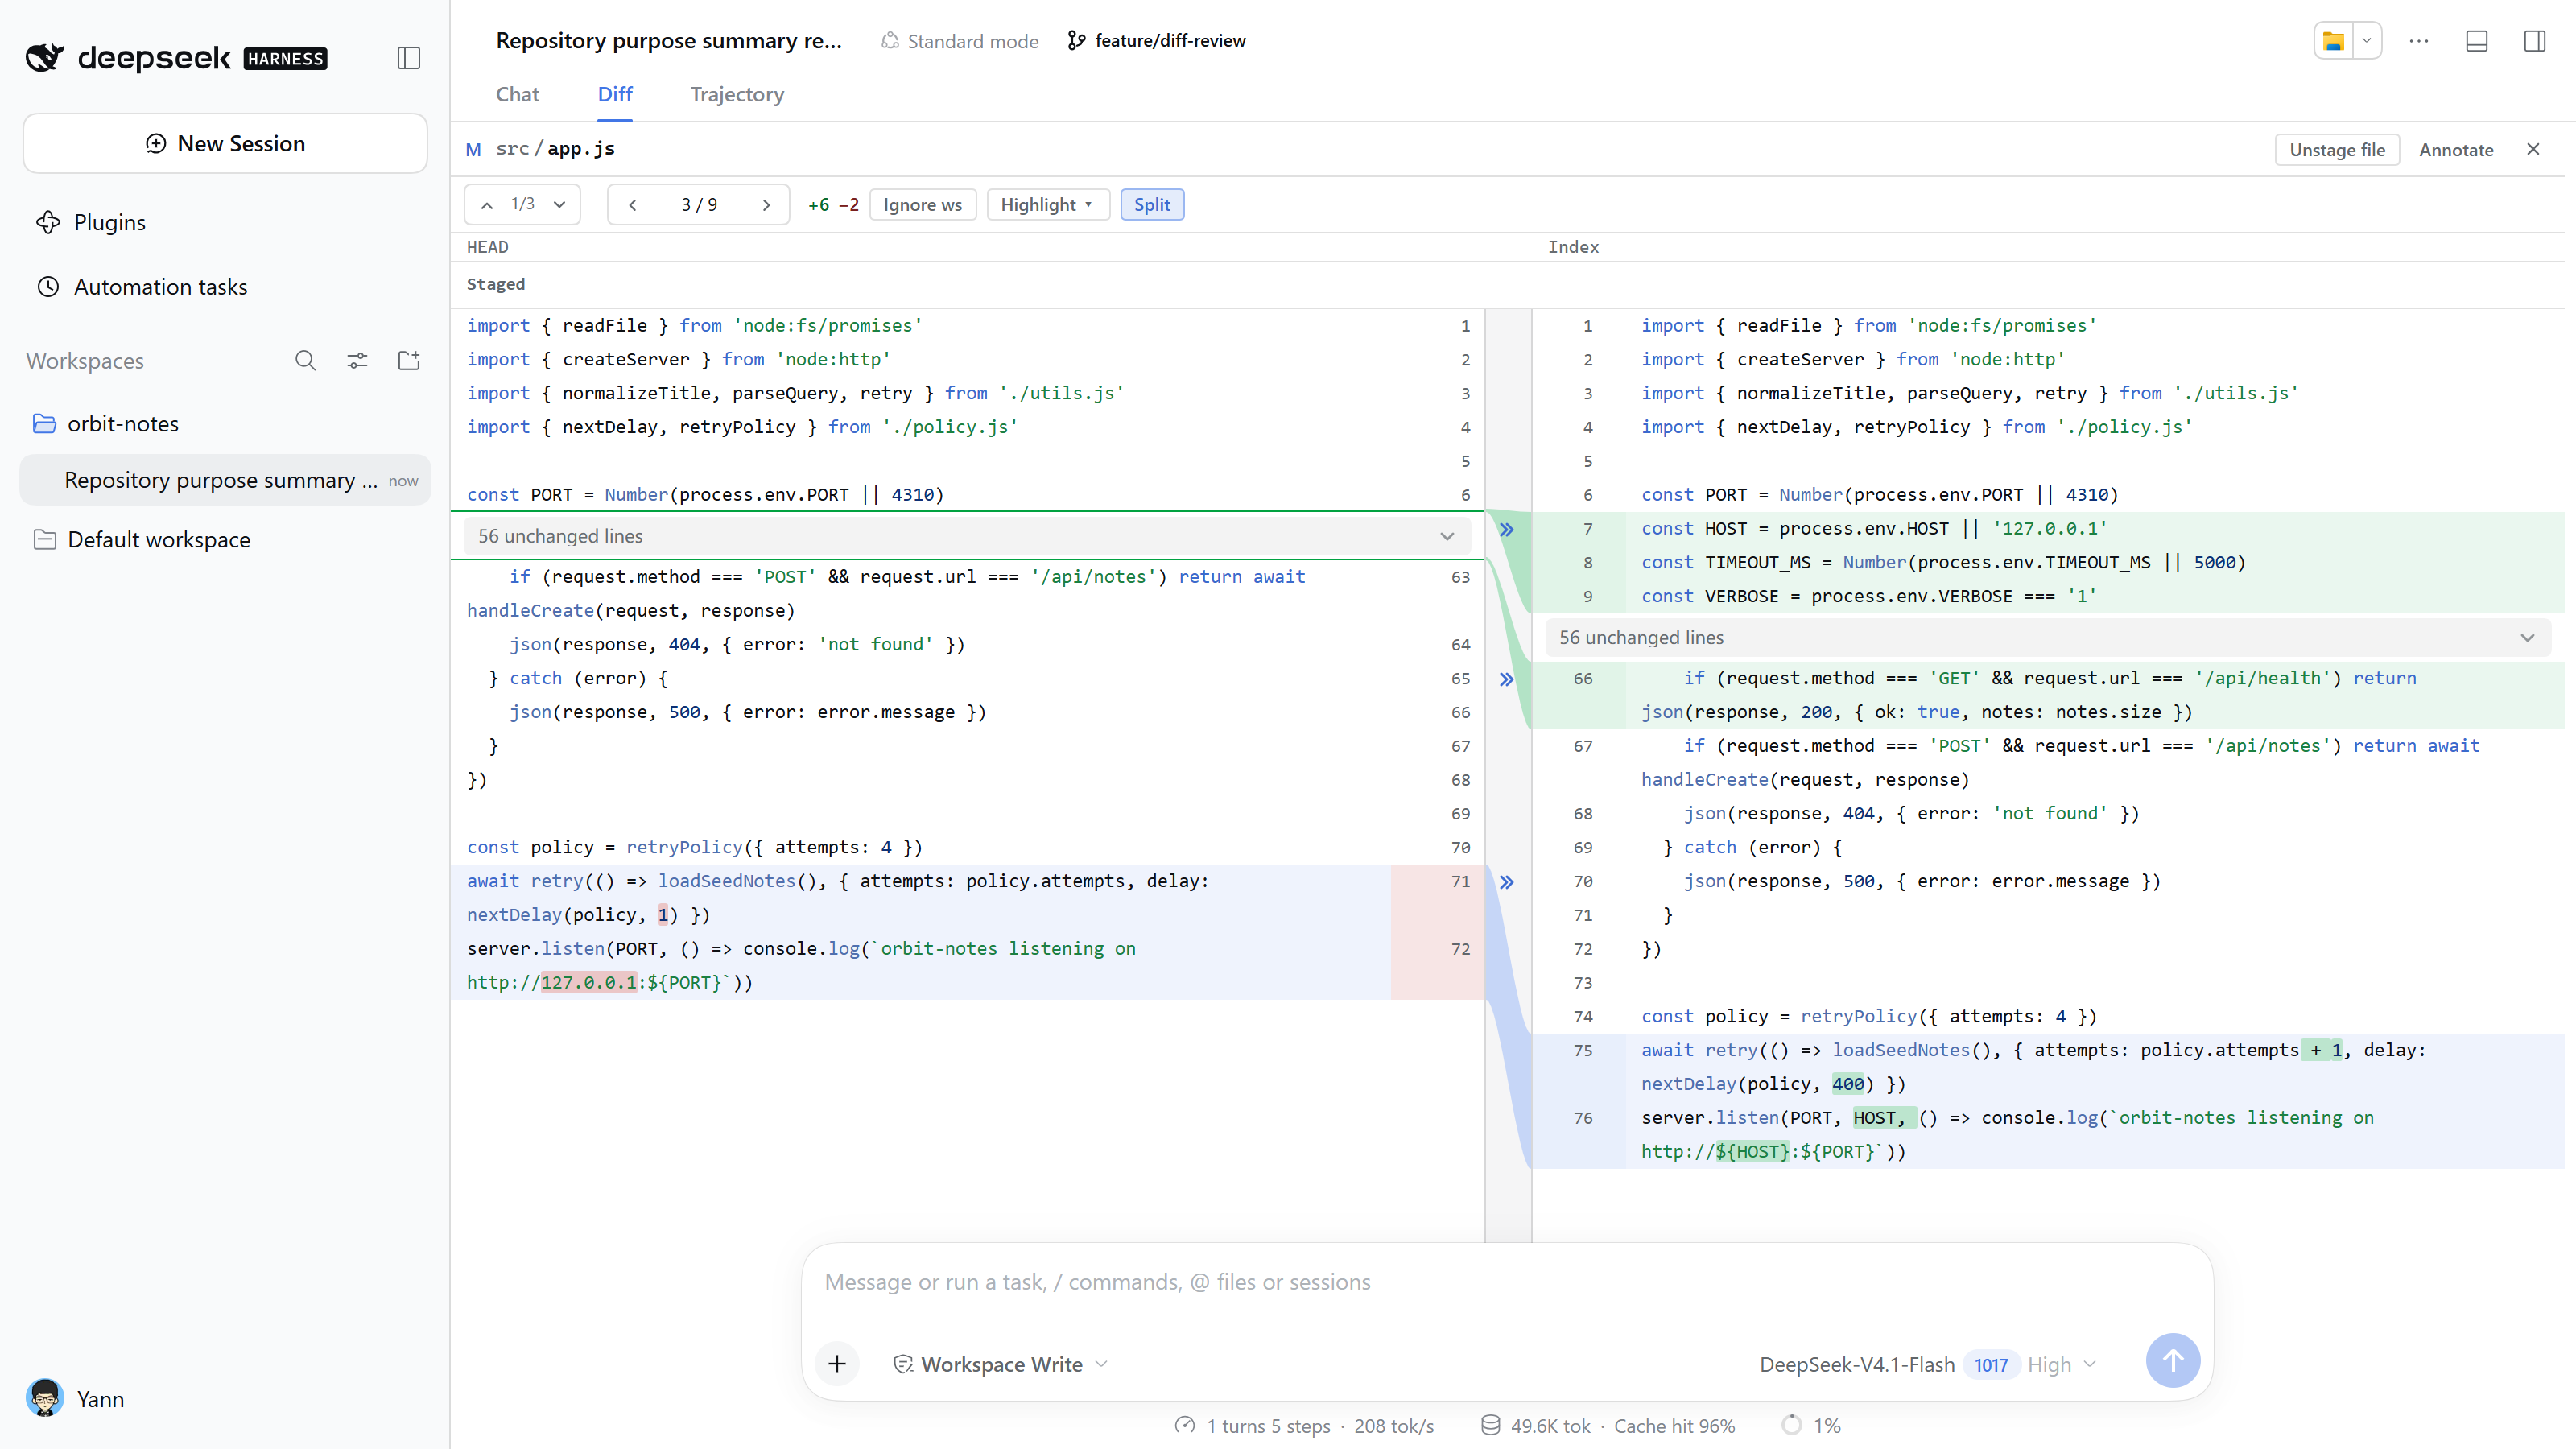 deepseek HARNESS
New Session
Plugins
Automation tasks
Workspaces
orbit-notes
Repository purpose summary ... now
Default workspace
Yann
Repository purpose summary re... Standard mode feature/diff-review
Chat Diff Trajectory
M src/app.js Unstage file Annotate
1/3 3 / 9 +6 −2 Ignore ws Highlight Split
HEAD Index
Staged
import { readFile } from 'node:fs/promises' 1
import { createServer } from 'node:http' 2
import { normalizeTitle, parseQuery, retry } from './utils.js' 3
import { nextDelay, retryPolicy } from './policy.js' 4
5
const PORT = Number(process.env.PORT || 4310) 6
56 unchanged lines
if (request.method === 'POST' && request.url === '/api/notes') return await 63
handleCreate(request, response)
json(response, 404, { error: 'not found' }) 64
} catch (error) { 65
json(response, 500, { error: error.message }) 66
} 67
}) 68
69
const policy = retryPolicy({ attempts: 4 }) 70
await retry(() => loadSeedNotes(), { attempts: policy.attempts, delay: 71
nextDelay(policy, 1) })
server.listen(PORT, () => console.log(`orbit-notes listening on 72
http://127.0.0.1:${PORT}`))
1 import { readFile } from 'node:fs/promises'
2 import { createServer } from 'node:http'
3 import { normalizeTitle, parseQuery, retry } from './utils.js'
4 import { nextDelay, retryPolicy } from './policy.js'
5
6 const PORT = Number(process.env.PORT || 4310)
7 const HOST = process.env.HOST || '127.0.0.1'
8 const TIMEOUT_MS = Number(process.env.TIMEOUT_MS || 5000)
9 const VERBOSE = process.env.VERBOSE === '1'
56 unchanged lines
66 if (request.method === 'GET' && request.url === '/api/health') return
json(response, 200, { ok: true, notes: notes.size })
67 if (request.method === 'POST' && request.url === '/api/notes') return await
handleCreate(request, response)
68 json(response, 404, { error: 'not found' })
69 } catch (error) {
70 json(response, 500, { error: error.message })
71 }
72 })
73
74 const policy = retryPolicy({ attempts: 4 })
75 await retry(() => loadSeedNotes(), { attempts: policy.attempts + 1, delay:
nextDelay(policy, 400) })
76 server.listen(PORT, HOST, () => console.log(`orbit-notes listening on
http://${HOST}:${PORT}`))
Message or run a task, / commands, @ files or sessions
Workspace Write DeepSeek-V4.1-Flash 1017 High
1 turns 5 steps · 208 tok/s 49.6K tok · Cache hit 96% 1%